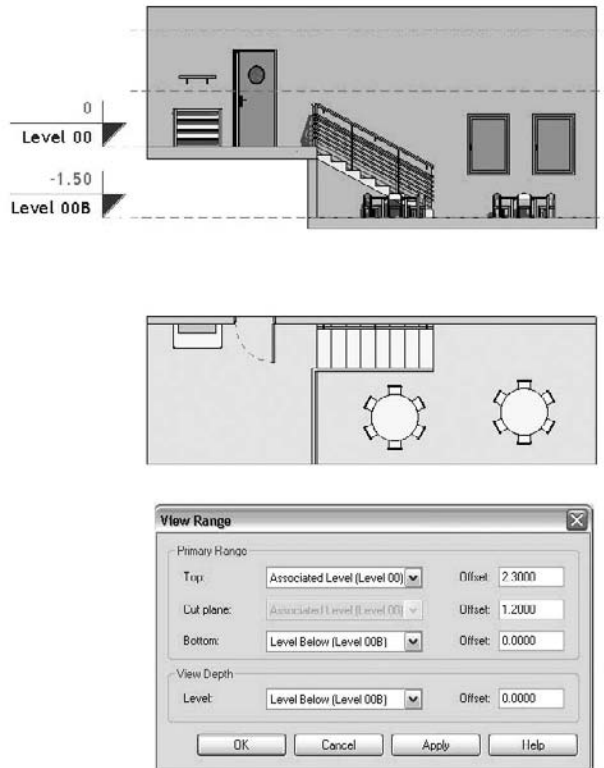 0
Level 00
-1.50
Level 00B
View Range
Primary Range
Top: Associated Level (Level 00) Offset: 2.3000
Cut plane: Associated Level (Level 00) Offset: 1.2000
Bottom: Level Below (Level 00B) Offset: 0.0000
View Depth
Level: Level Below (Level 00B) Offset: 0.0000
OK Cancel Apply Help